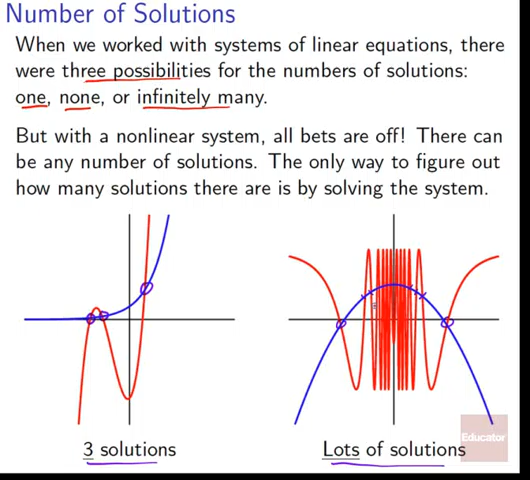 Number of Solutions
When we worked with systems of linear equations, there
were three possibilities for the numbers of solutions:
one, none, or infinitely many.
But with a nonlinear system, all bets are off! There can
be any number of solutions. The only way to figure out
how many solutions there are is by solving the system.
3 solutions
Lots of solutions
Educator